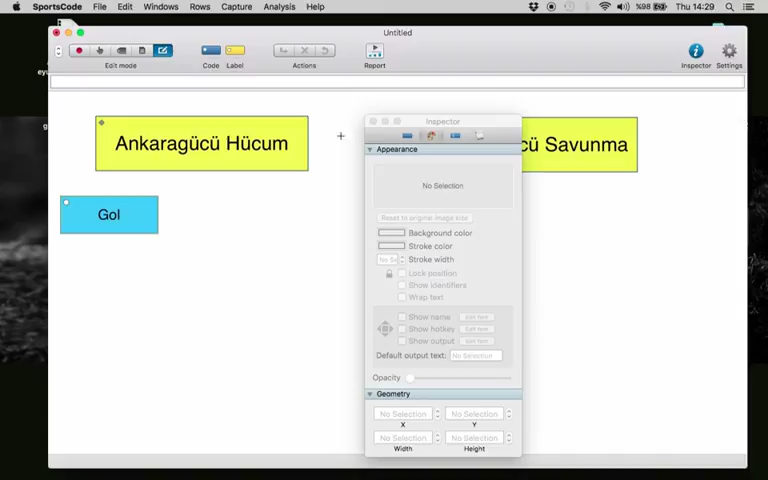 SportsCode File Edit Windows Rows Capture Analysis Help %98 Thu 14:29
Untitled
Edit mode Code Label Actions Report Inspector Settings
Inspector
Ankaragücü Hücum
cü Savunma
Appearance
No Selection
Gol
Reset to original image size
Background color
Stroke color
No Se Stroke width
Lock position
Show identifiers
Wrap text
Show name Edit item
Show hotkey Edit item
Show output Edit item
Default output text: No Selection
Opacity
Geometry
No Selection No Selection
X Y
No Selection No Selection
Width Height